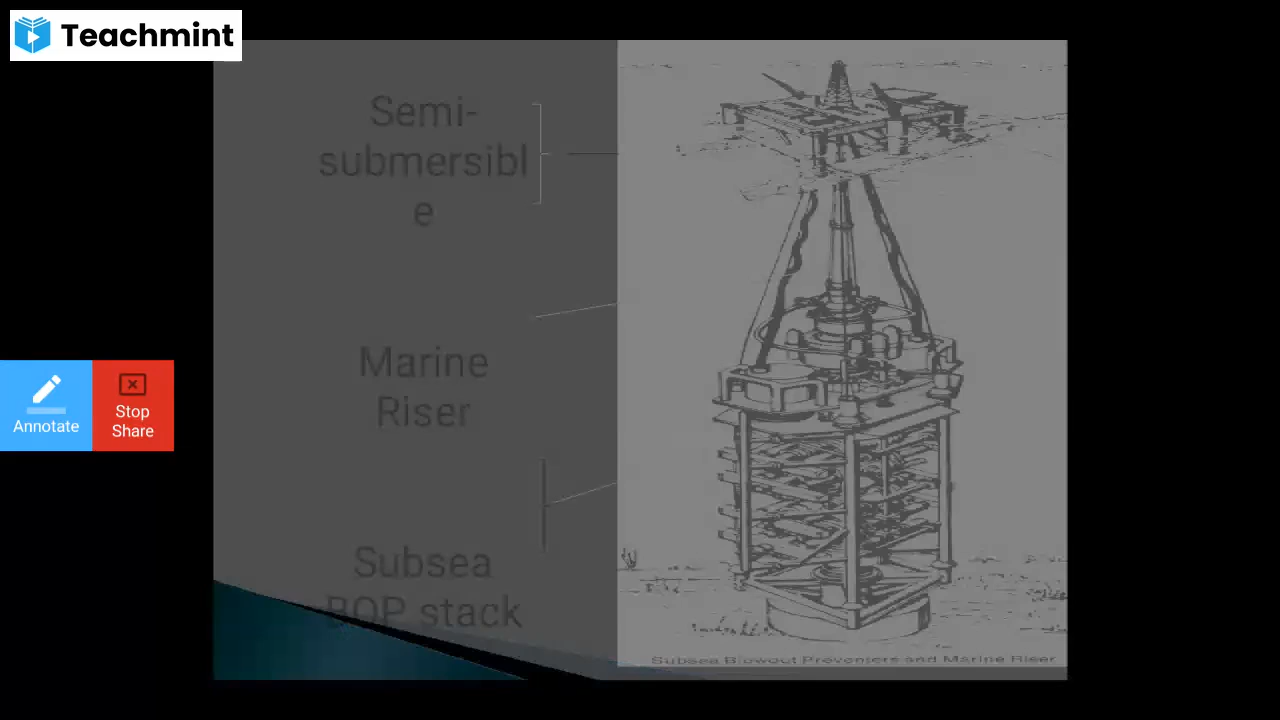 Teachmint
Semi-
submersibl
e
Marine
Riser
Subsea
BOP stack
Annotate
Stop
Share
Subsea Blowout Preventers and Marine Riser